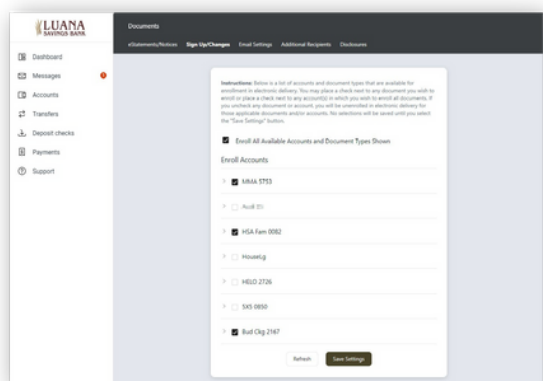 LUANA
SAVINGS BANK
Documents
eStatements/Notices Sign Up/Changes Email Settings Additional Recipients Disclosures
Dashboard
Messages
Accounts
Transfers
Deposit checks
Payments
Support
Instructions: Below is a list of accounts and document types that are available for
enrollment in electronic delivery. You may place a check next to any document you wish to
enroll or place a check next to any account(s) in which you wish to enroll all documents. If
you uncheck any document or account, you will be unenrolled in electronic delivery for
those applicable documents and/or accounts. No selections will be saved until you select
the "Save Settings" button.
Enroll All Available Accounts and Document Types Shown
Enroll Accounts
MMA 5753
Audi
HSA Fam 0082
HouseLg
HELO 2726
SXS 0850
Bud Ckg 2167
Refresh Save Settings